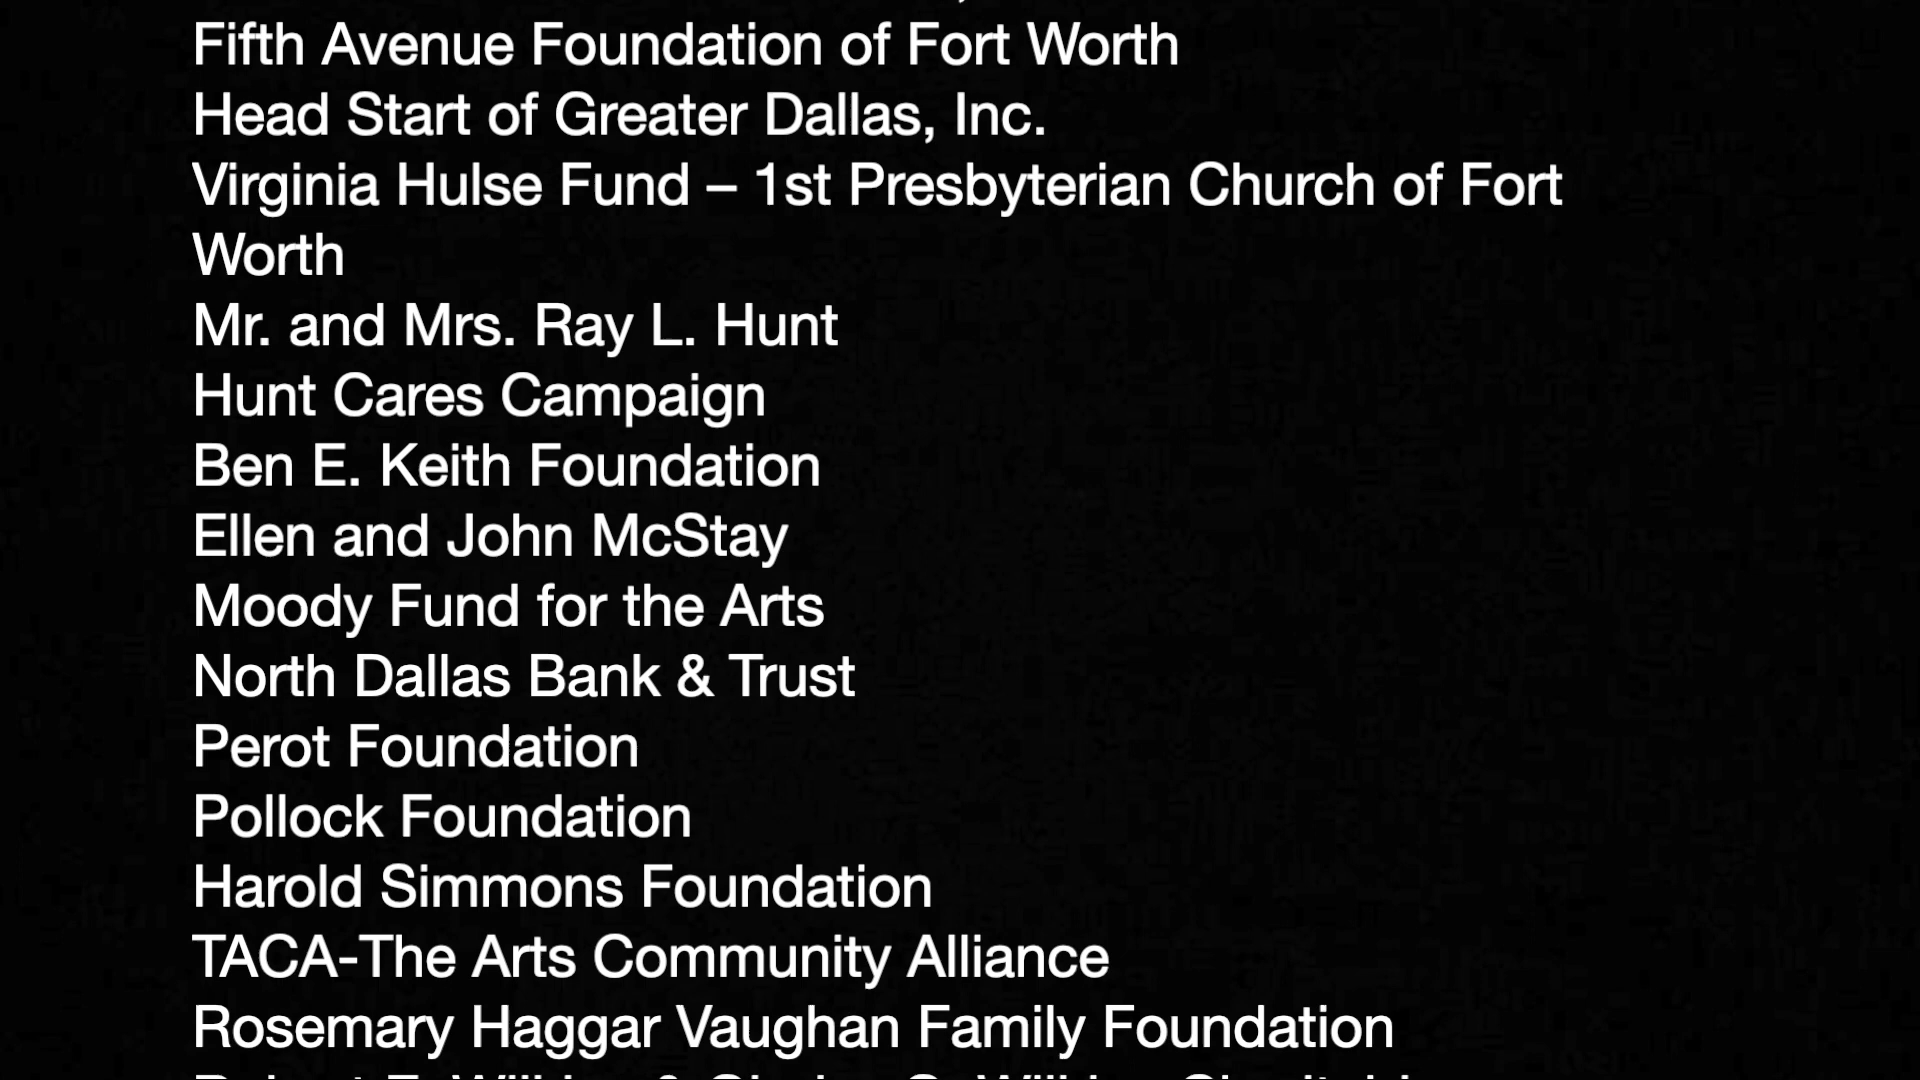 Fifth Avenue Foundation of Fort Worth
Head Start of Greater Dallas, Inc.
Virginia Hulse Fund – 1st Presbyterian Church of Fort
Worth
Mr. and Mrs. Ray L. Hunt
Hunt Cares Campaign
Ben E. Keith Foundation
Ellen and John McStay
Moody Fund for the Arts
North Dallas Bank & Trust
Perot Foundation
Pollock Foundation
Harold Simmons Foundation
TACA-The Arts Community Alliance
Rosemary Haggar Vaughan Family Foundation